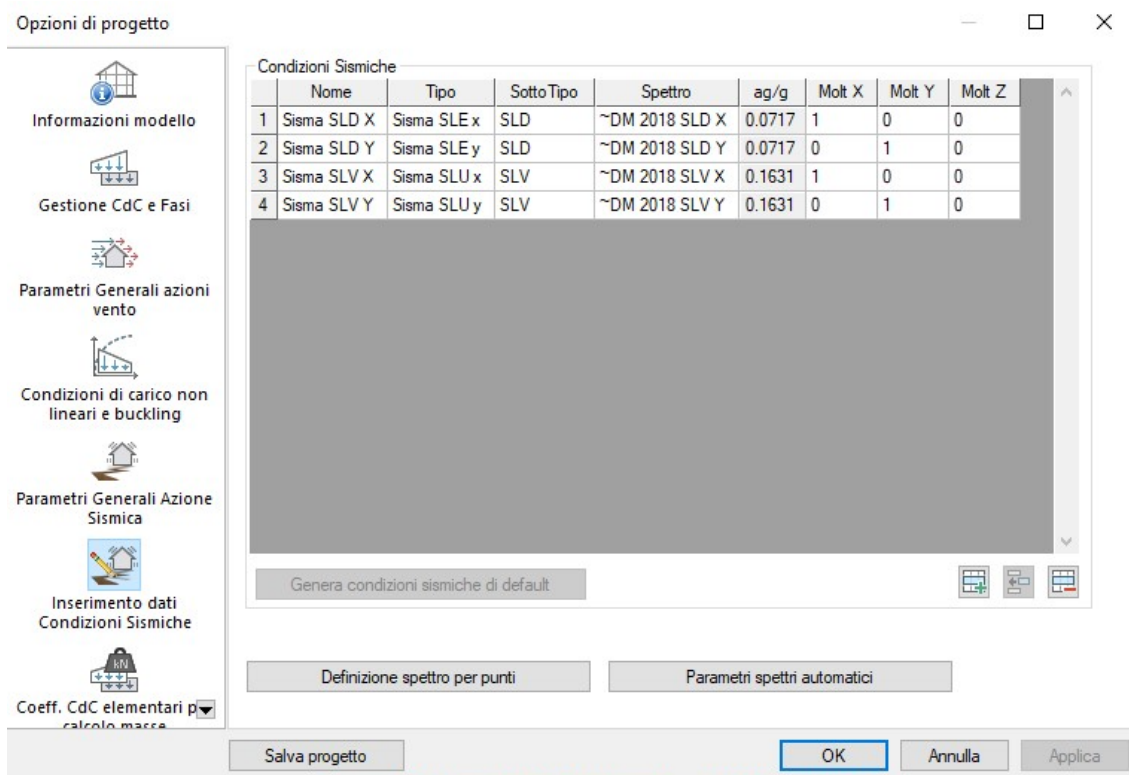 Opzioni di progetto
Informazioni modello
Gestione CdC e Fasi
Parametri Generali azioni
vento
Condizioni di carico non
lineari e buckling
Parametri Generali Azione
Sismica
Inserimento dati
Condizioni Sismiche
kN
Coeff. CdC elementari p
calcolo masse
Condizioni Sismiche
Nome Tipo SottoTipo Spettro ag/g Molt X Molt Y Molt Z
1 Sisma SLD X Sisma SLE x SLD ~DM 2018 SLD X 0.0717 1 0 0
2 Sisma SLD Y Sisma SLE y SLD ~DM 2018 SLD Y 0.0717 0 1 0
3 Sisma SLV X Sisma SLU x SLV ~DM 2018 SLV X 0.1631 1 0 0
4 Sisma SLV Y Sisma SLU y SLV ~DM 2018 SLV Y 0.1631 0 1 0
Genera condizioni sismiche di default
Definizione spettro per punti
Parametri spettri automatici
Salva progetto
OK
Annulla
Applica